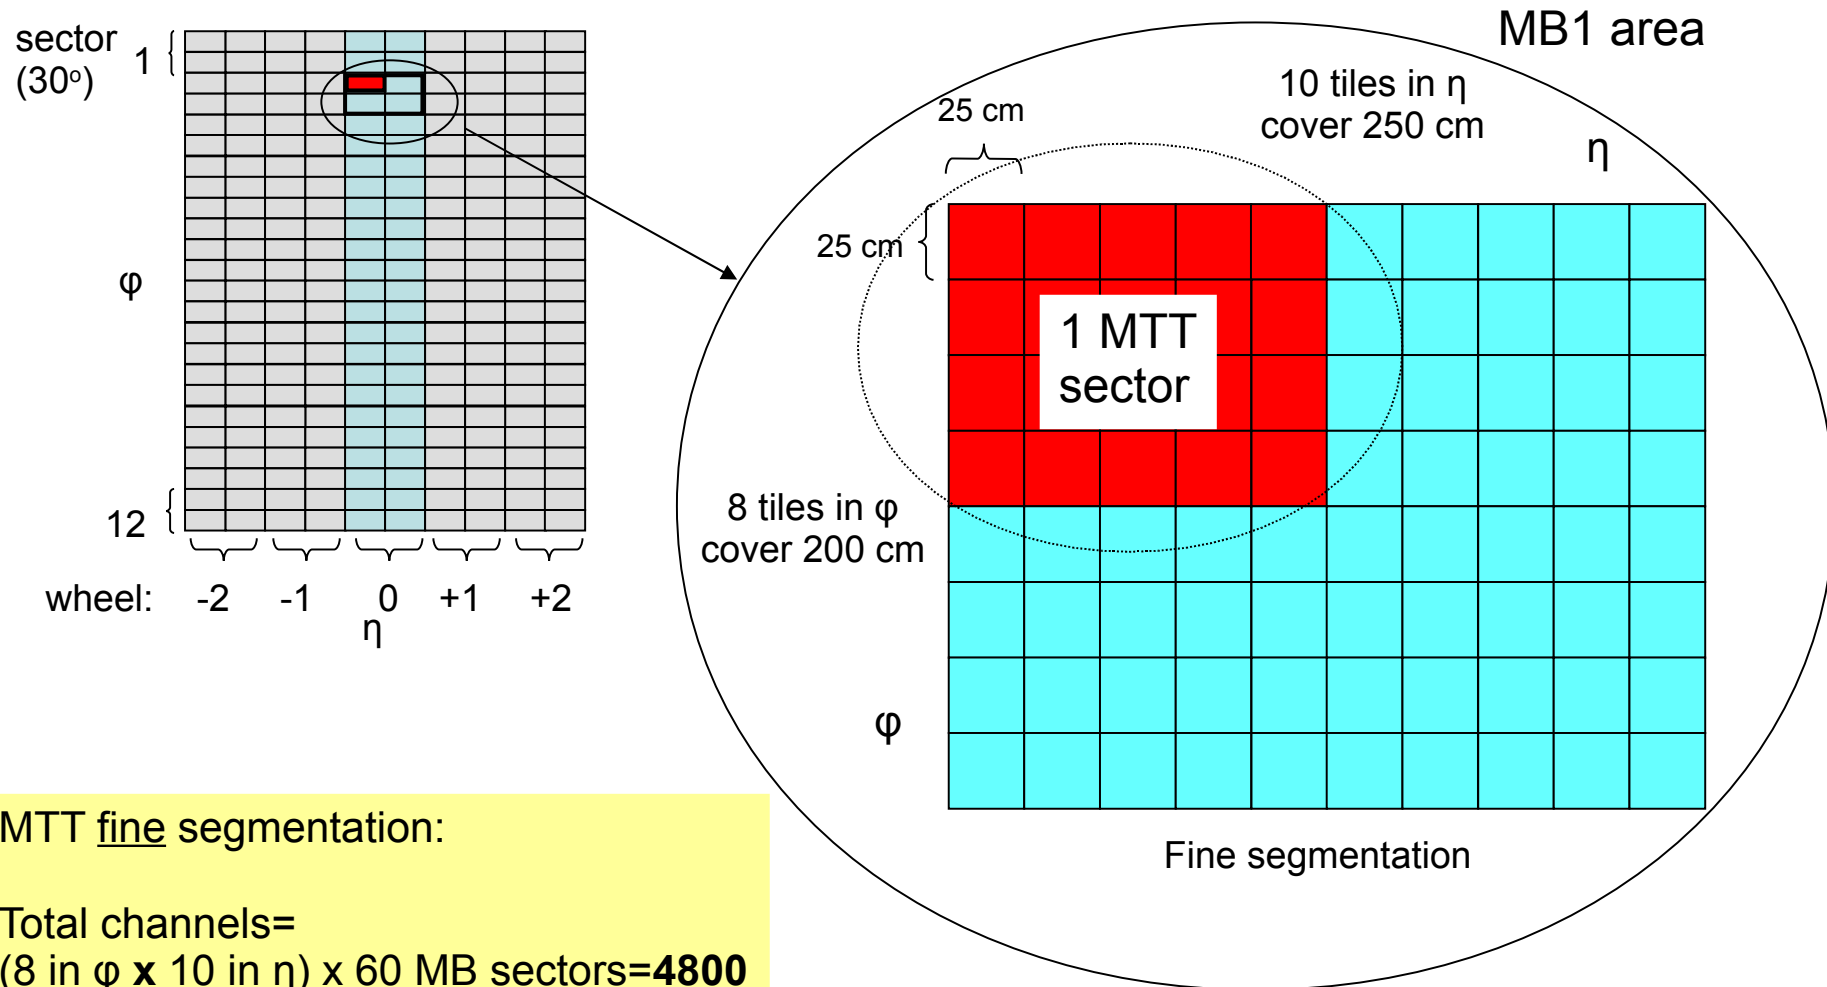 sector
(30º)
1
φ
12
wheel:
-2
-1
0
+1
+2
η
MB1 area
10 tiles in η
cover 250 cm
η
25 cm
25 cm
1 MTT
sector
8 tiles in φ
cover 200 cm
φ
Fine segmentation
MTT fine segmentation:
Total channels=
(8 in φ x 10 in η) x 60 MB sectors=4800